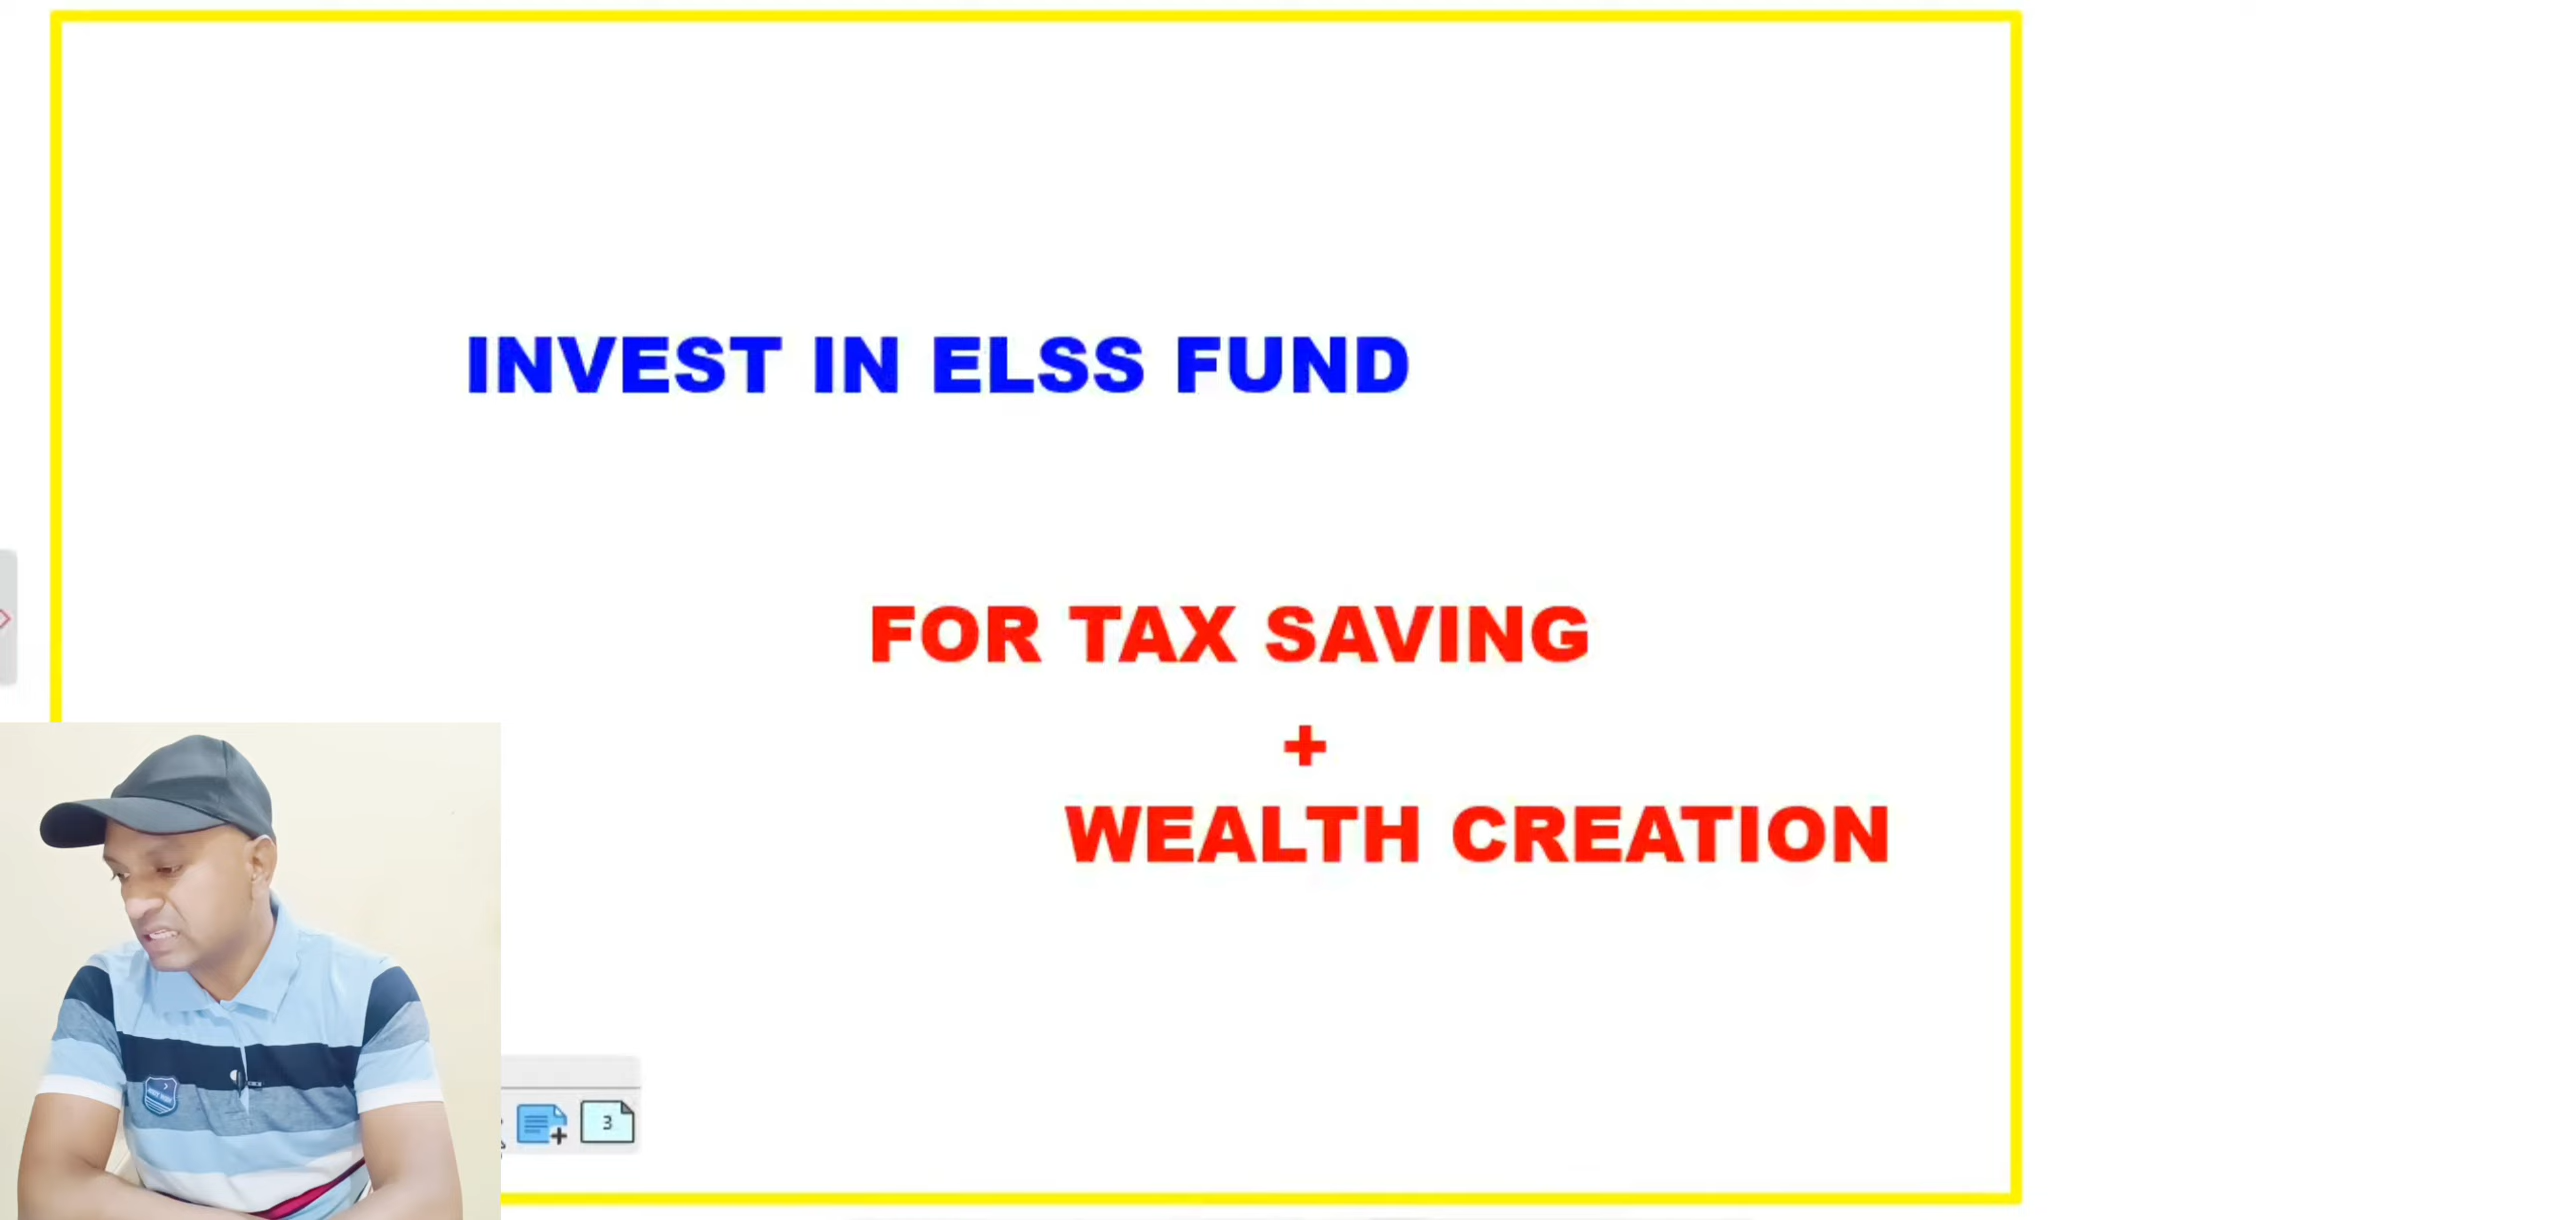 INVEST IN ELSS FUND
FOR TAX SAVING
+
WEALTH CREATION
3